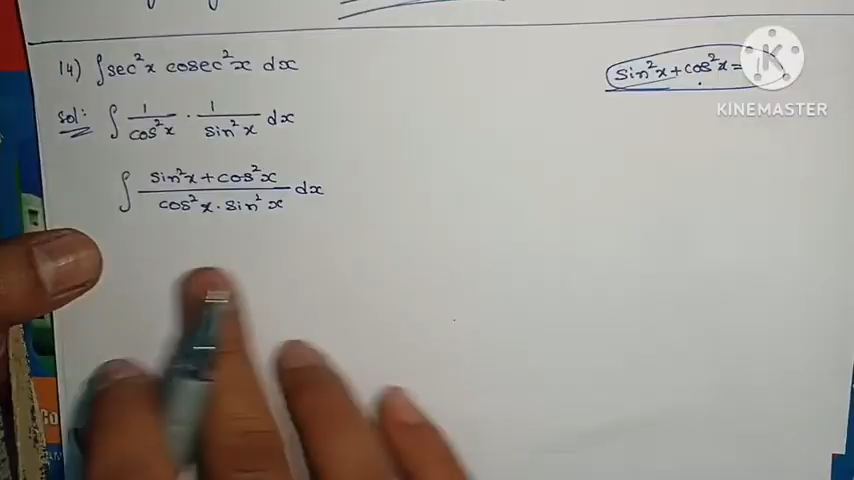 14) ∫sec²x cosec²x dx
sin²x+cos²x=
KINEMASTER
sol: ∫ 1/cos²x · 1/sin²x dx
∫ sin²x+cos²x / cos²x·sin²x dx